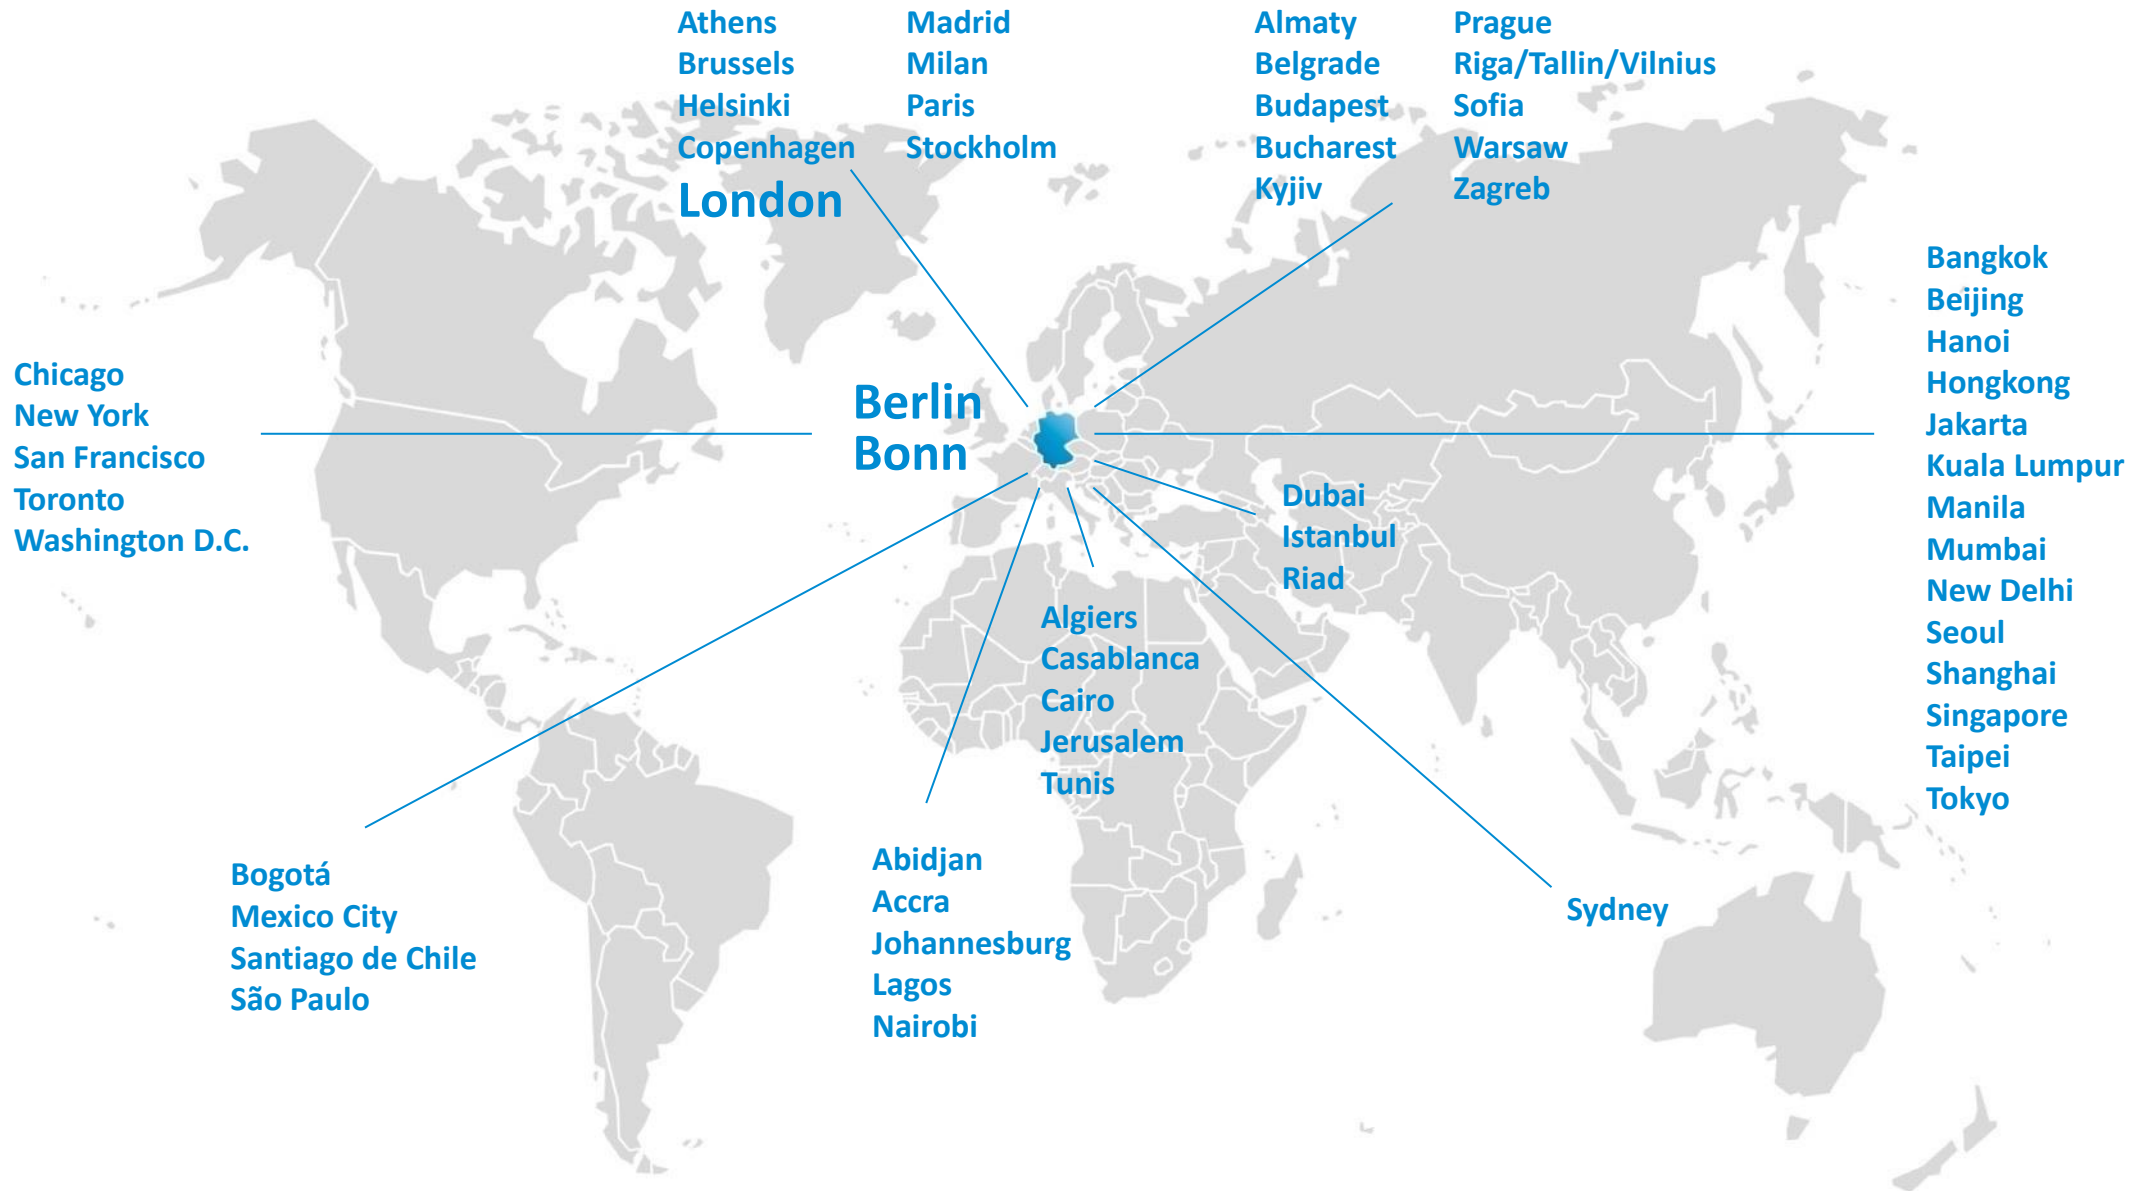 Athens
Brussels
Helsinki
Copenhagen
London
Madrid
Milan
Paris
Stockholm
Almaty
Belgrade
Budapest
Bucharest
Kyjiv
Prague
Riga/Tallin/Vilnius
Sofia
Warsaw
Zagreb
Chicago
New York
San Francisco
Toronto
Washington D.C.
Berlin
Bonn
Bangkok
Beijing
Hanoi
Hongkong
Jakarta
Kuala Lumpur
Manila
Mumbai
New Delhi
Seoul
Shanghai
Singapore
Taipei
Tokyo
Dubai
Istanbul
Riad
Algiers
Casablanca
Cairo
Jerusalem
Tunis
Bogotá
Mexico City
Santiago de Chile
São Paulo
Abidjan
Accra
Johannesburg
Lagos
Nairobi
Sydney